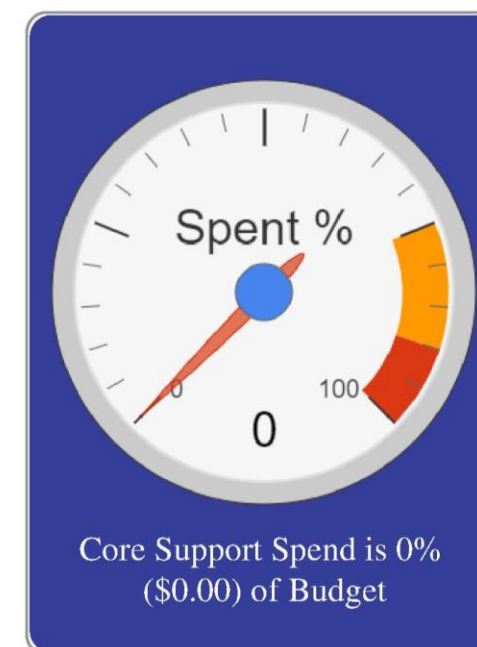 Spent %
0
100
0
Core Support Spend is 0%
($0.00) of Budget